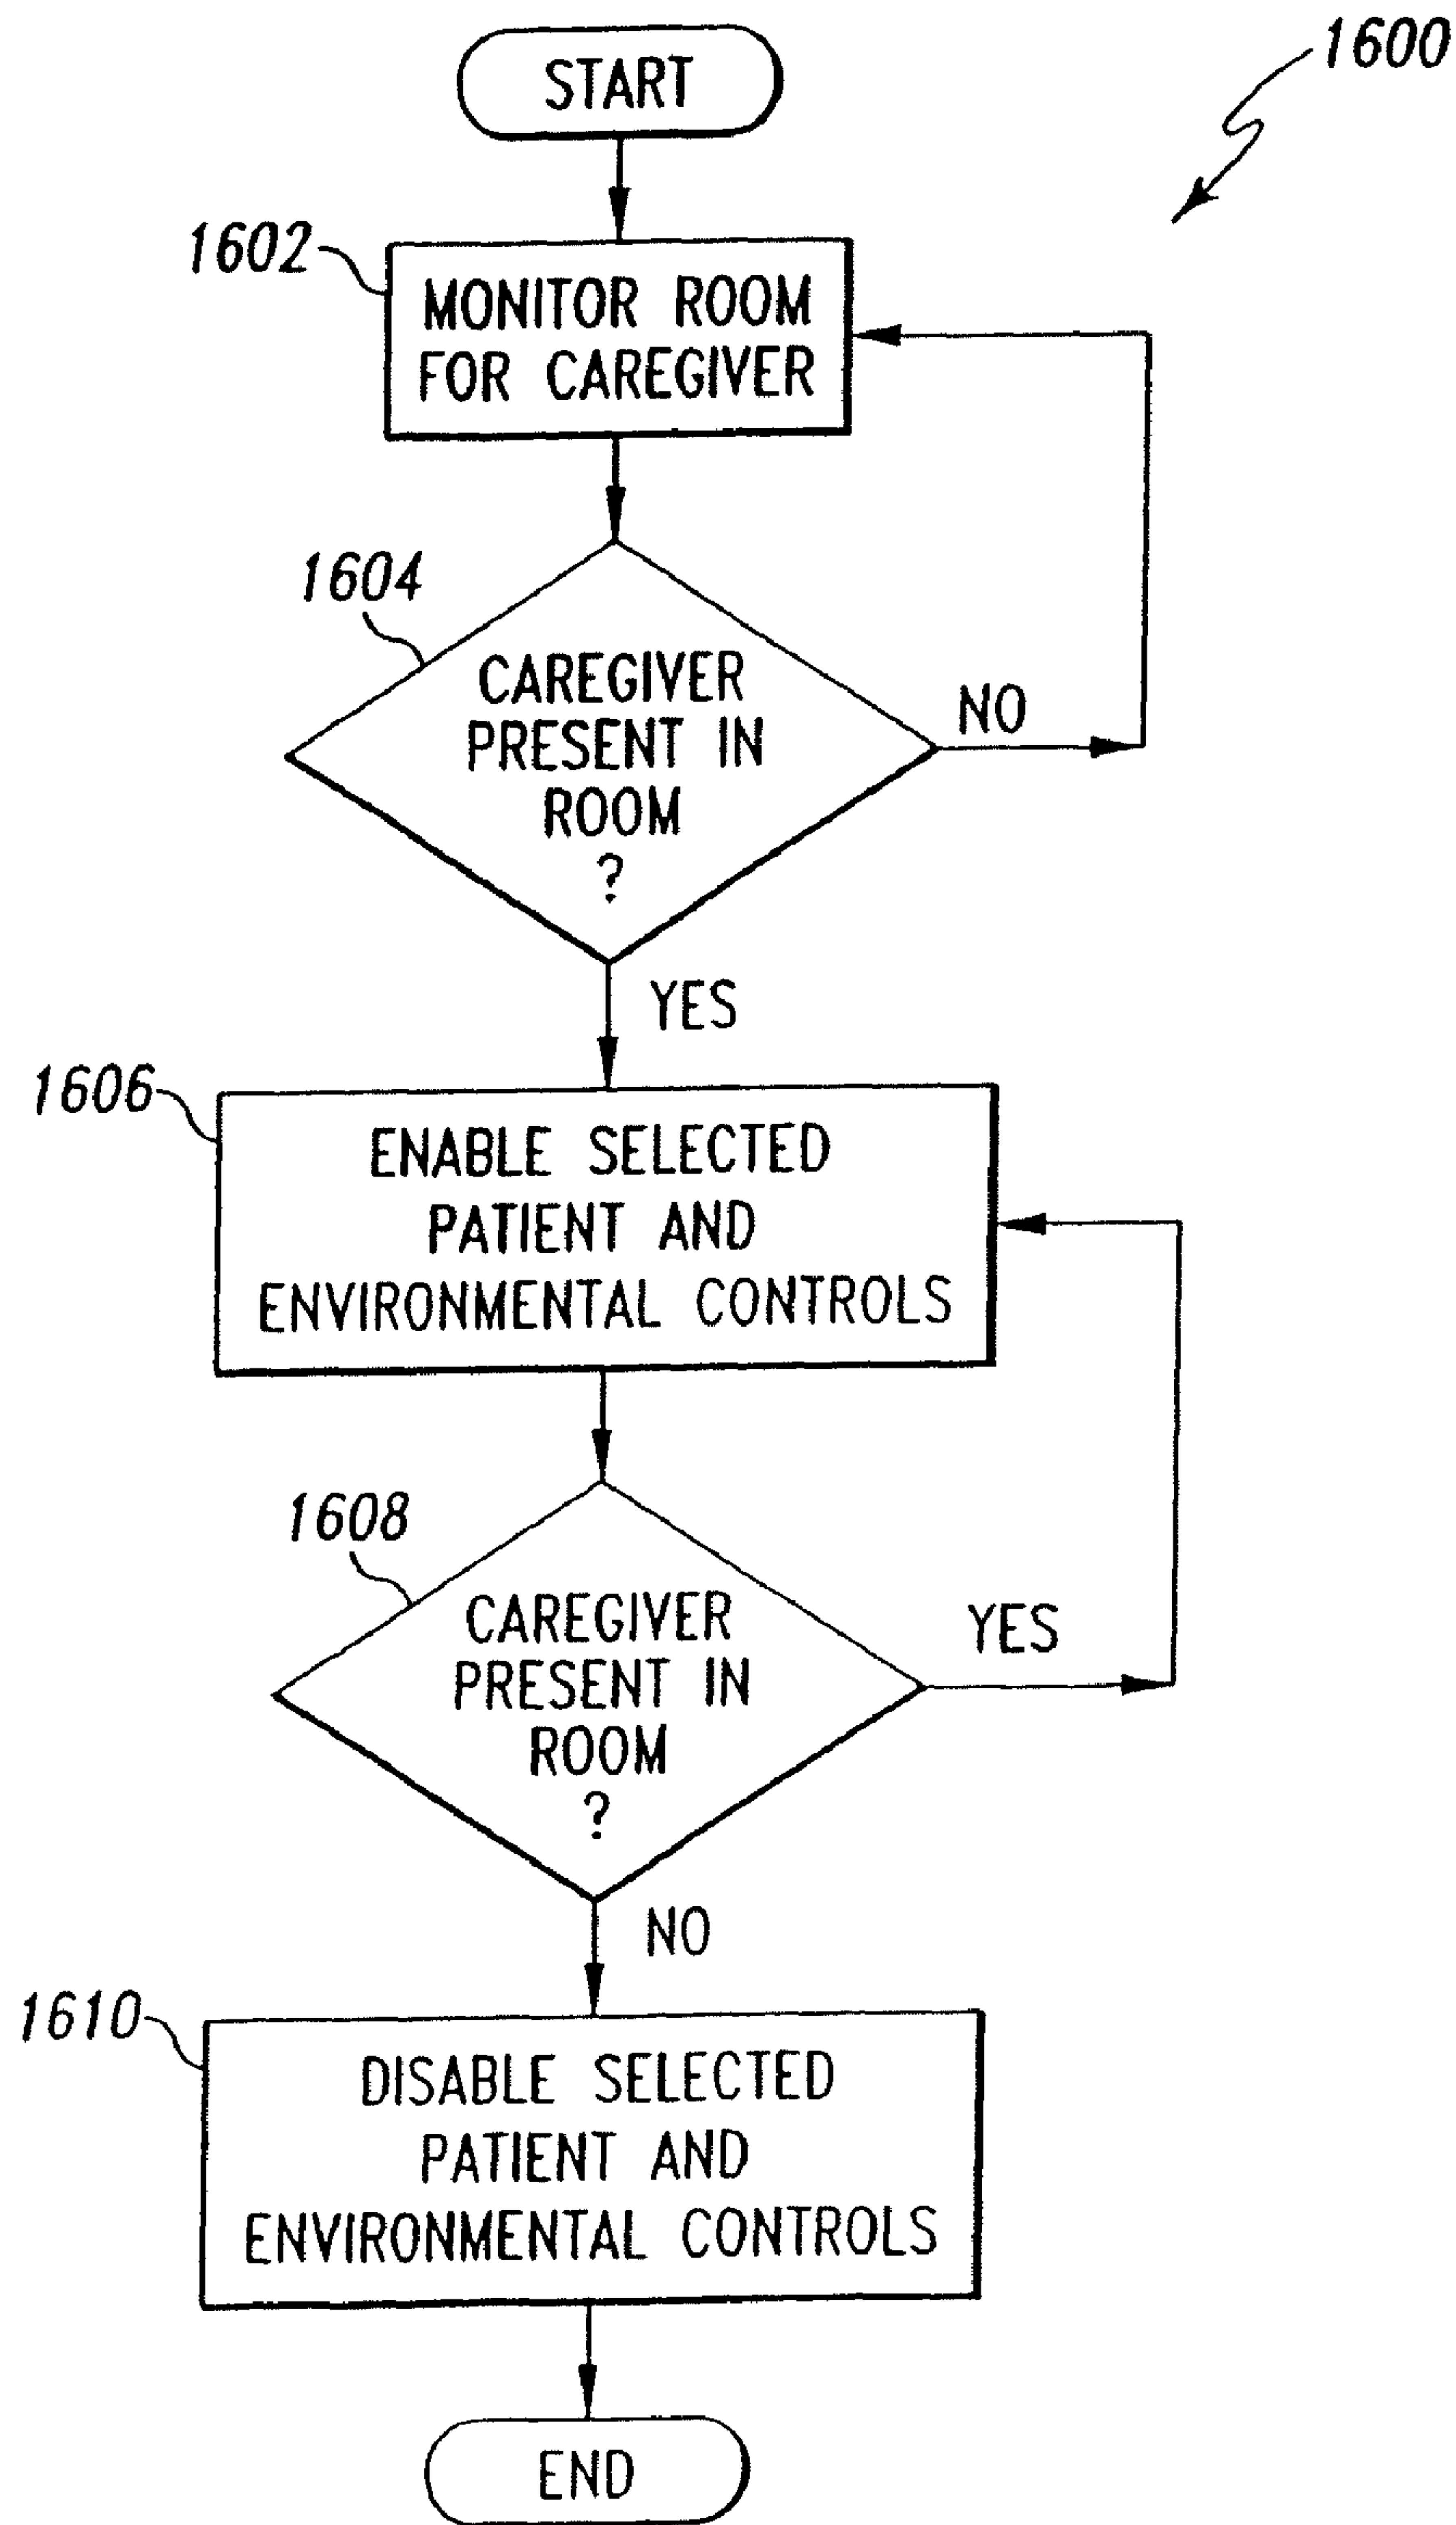 1600
START
1602
MONITOR ROOM
FOR CAREGIVER
1604
CAREGIVER
PRESENT IN
ROOM
?
NO
YES
1606
ENABLE SELECTED
PATIENT AND
ENVIRONMENTAL CONTROLS
1608
CAREGIVER
PRESENT IN
ROOM
?
YES
NO
1610
DISABLE SELECTED
PATIENT AND
ENVIRONMENTAL CONTROLS
END